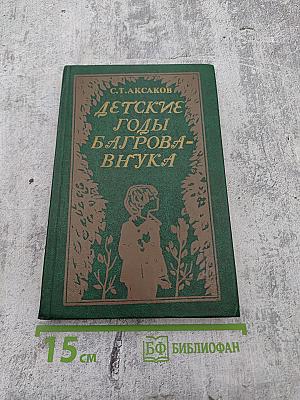 С.Т.АКСАКОВ
ДЕТСКИЕ
ГОДЫ
БАГРОВА-
ВНУКА
15 см
БФ БИБЛИОФАН